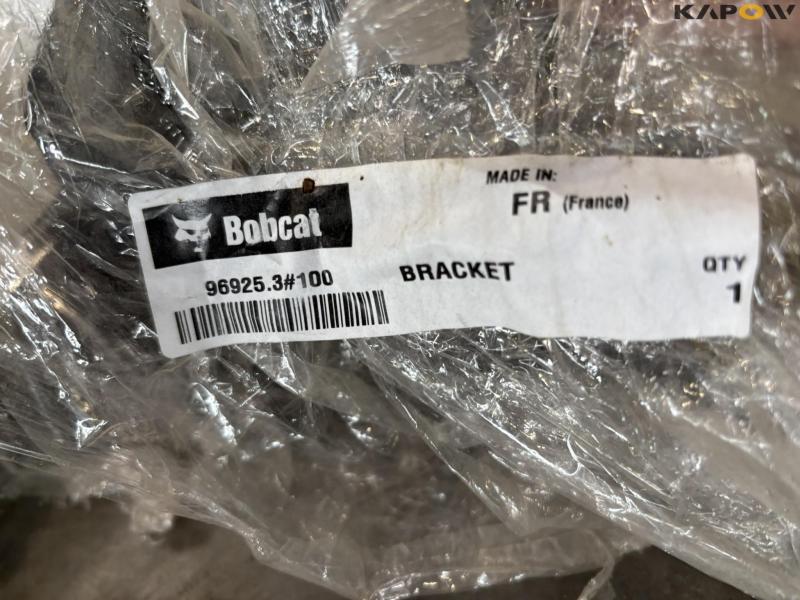 KAPOW
MADE IN:
FR (France)
Bobcat
96925.3#100
BRACKET
QTY
1